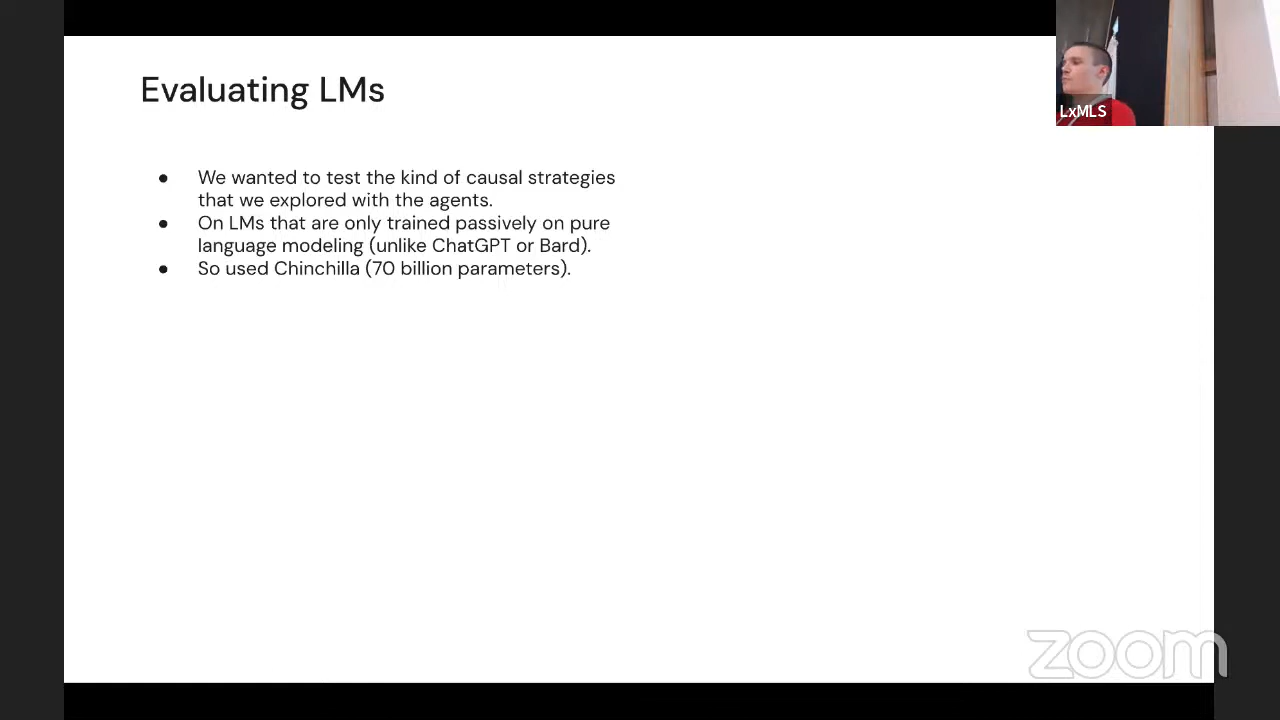 Evaluating LMs
LxMLS
● We wanted to test the kind of causal strategies
that we explored with the agents.
● On LMs that are only trained passively on pure
language modeling (unlike ChatGPT or Bard).
● So used Chinchilla (70 billion parameters).
zoom